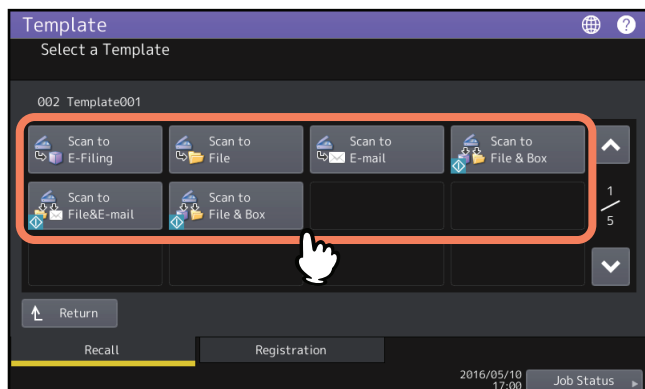 Template
?
Select a Template
002 Template001
Scan to
E-Filing
Scan to
File
Scan to
E-mail
Scan to
File & Box
Scan to
File&E-mail
Scan to
File & Box
1
5
Return
Recall
Registration
2016/05/10
17:00
Job Status